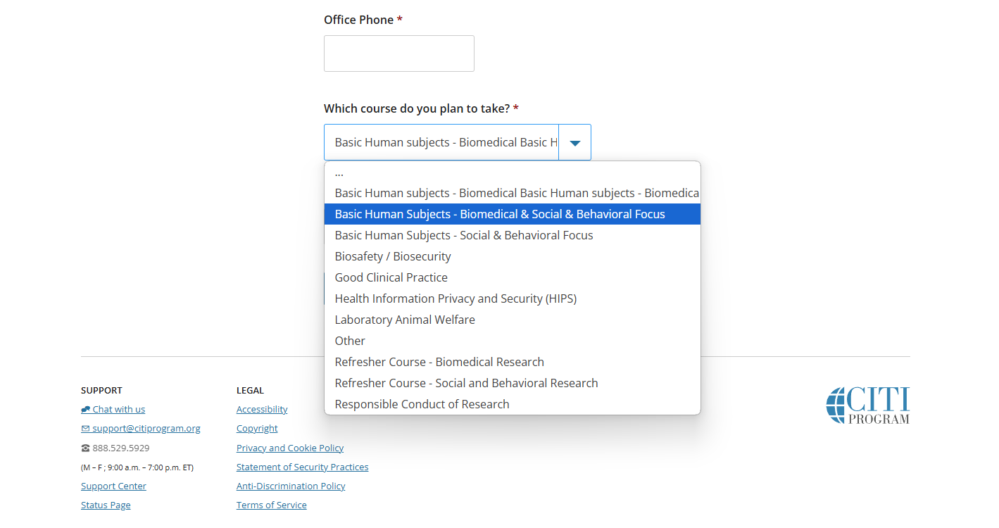 Office Phone *
Which course do you plan to take? *
Basic Human subjects - Biomedical Basic H
...
Basic Human subjects - Biomedical Basic Human subjects - Biomedica
Basic Human Subjects - Biomedical & Social & Behavioral Focus
Basic Human Subjects - Social & Behavioral Focus
Biosafety / Biosecurity
Good Clinical Practice
Health Information Privacy and Security (HIPS)
Laboratory Animal Welfare
Other
Refresher Course - Biomedical Research
Refresher Course - Social and Behavioral Research
Responsible Conduct of Research
SUPPORT
Chat with us
support@citiprogram.org
888.529.5929
(M – F ; 9:00 a.m. – 7:00 p.m. ET)
Support Center
Status Page
LEGAL
Accessibility
Copyright
Privacy and Cookie Policy
Statement of Security Practices
Anti-Discrimination Policy
Terms of Service
CITI
PROGRAM